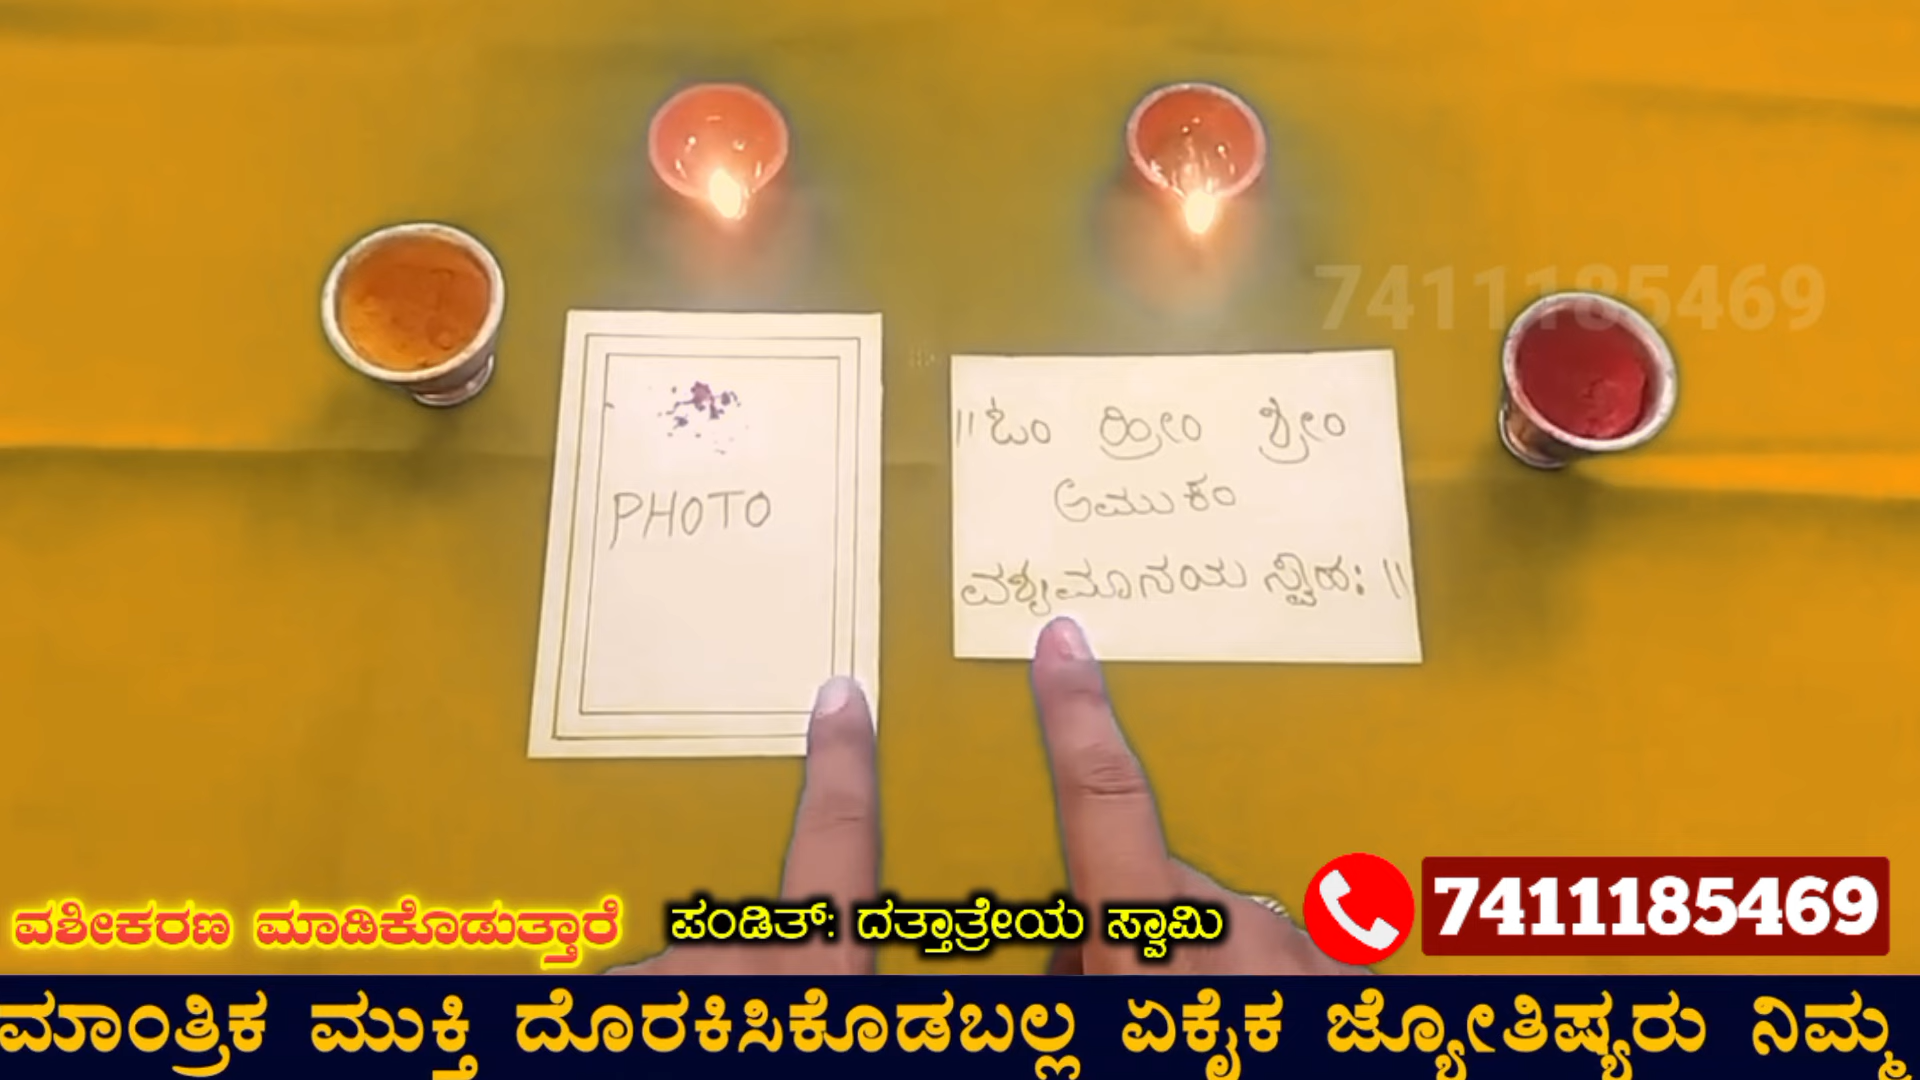 7411185469
PHOTO
||ಓಂ ಹ್ರೀಂ ಶ್ರೀಂ
ಅಮುಕಂ
ವಶ್ಯಮಾನಯ ಸ್ವಾಹಃ ||
ವಶೀಕರಣ ಮಾಡಿಕೊಡುತ್ತಾರೆ
ಪಂಡಿತ್: ದತ್ತಾತ್ರೇಯ ಸ್ವಾಮಿ
7411185469
ಮಾಂತ್ರಿಕ ಮುಕ್ತಿ ದೊರಕಿಸಿಕೊಡಬಲ್ಲ ಏಕೈಕ ಜ್ಯೋತಿಷ್ಯರು ನಿಮ್ಮ